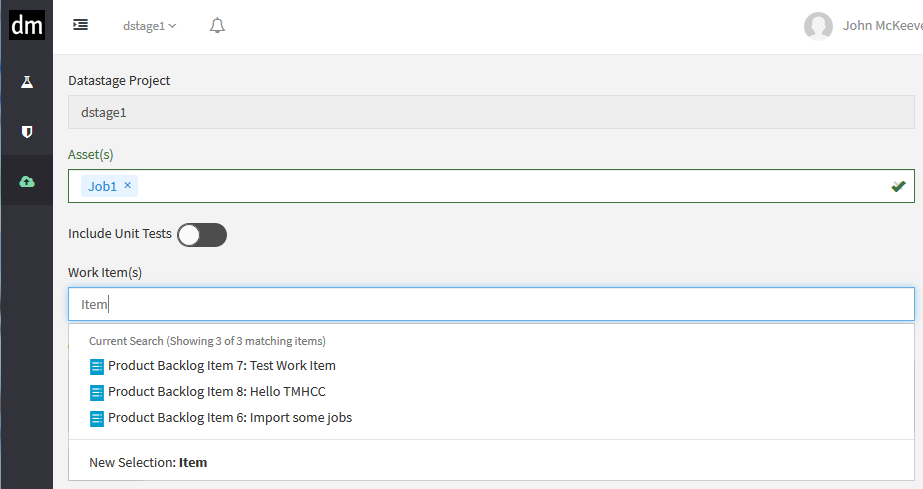 dm
dstage1
John McKeeve
Datastage Project
dstage1
Asset(s)
Job1 ×
Include Unit Tests
Work Item(s)
Item
Current Search (Showing 3 of 3 matching items)
Product Backlog Item 7: Test Work Item
Product Backlog Item 8: Hello TMHCC
Product Backlog Item 6: Import some jobs
New Selection: Item